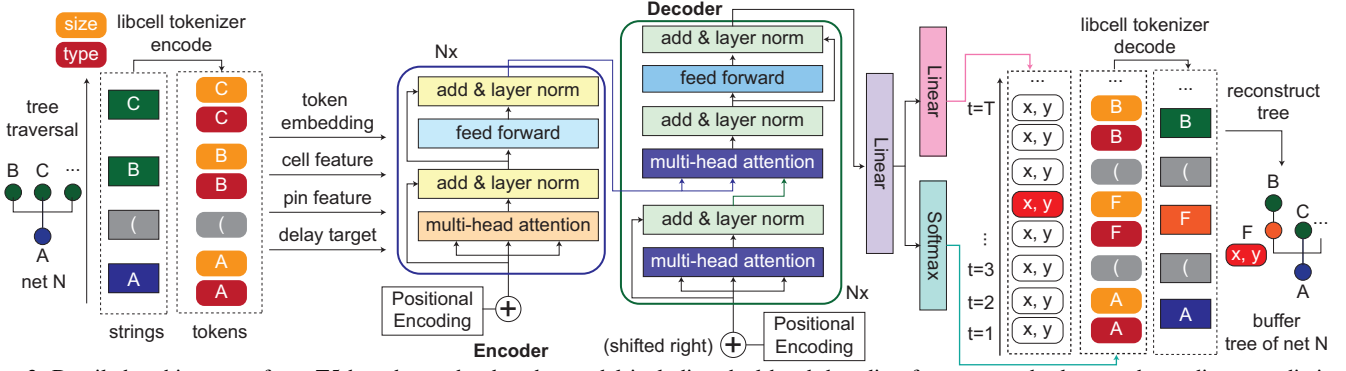 size
type
libcell tokenizer
encode
tree
traversal
B C ...
A
net N
C
B
(
A
strings
C
C
B
B
(
A
A
tokens
token
embedding
cell feature
pin feature
delay target
Nx
add & layer norm
feed forward
add & layer norm
multi-head attention
Positional
Encoding
+
Encoder
Decoder
add & layer norm
feed forward
add & layer norm
multi-head attention
add & layer norm
multi-head attention
Nx
(shifted right)
+
Positional
Encoding
Linear
Linear
Softmax
libcell tokenizer
decode
t=T
⋮
t=3
t=2
t=1
...
x, y
x, y
x, y
x, y
x, y
x, y
x, y
x, y
...
B
B
(
F
F
(
A
A
...
B
(
F
(
A
reconstruct
tree
B
F
x, y
C ...
A
buffer
tree of net N